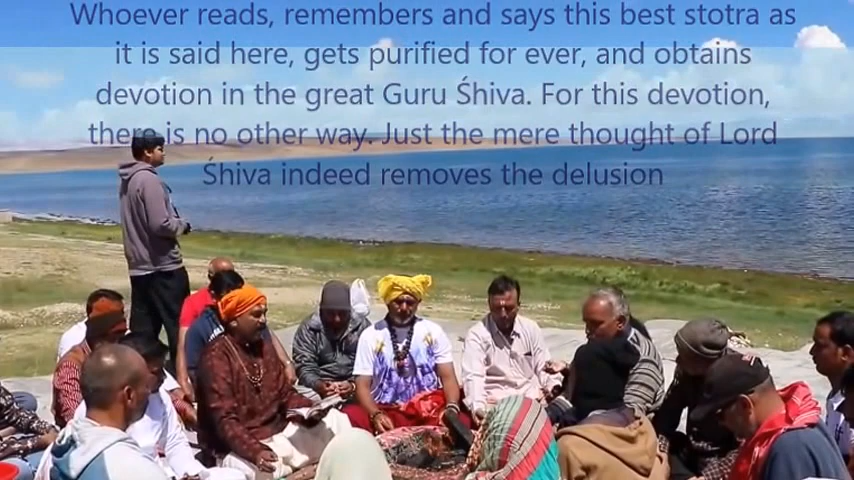 Whoever reads, remembers and says this best stotra as
it is said here, gets purified for ever, and obtains
devotion in the great Guru Śhiva. For this devotion,
there is no other way. Just the mere thought of Lord
Śhiva indeed removes the delusion